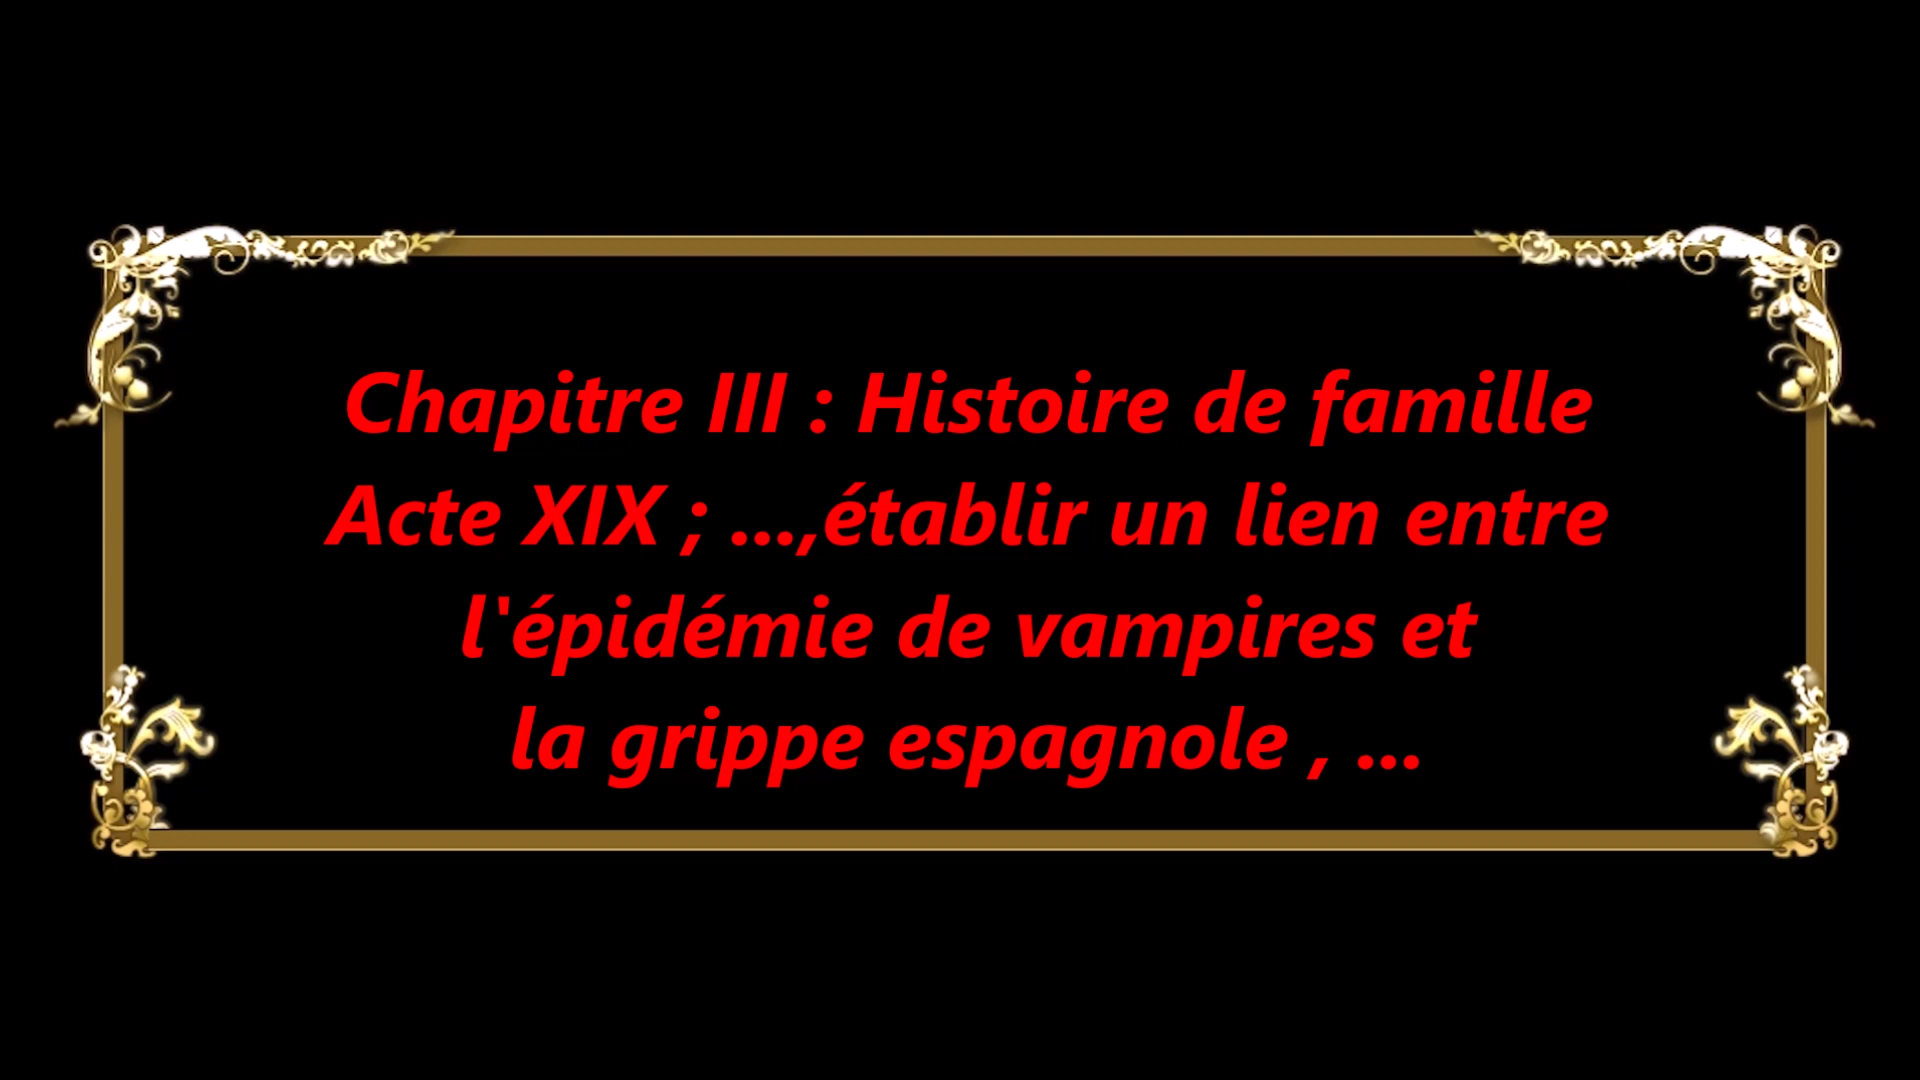 Chapitre III : Histoire de famille
Acte XIX ; ...,établir un lien entre
l'épidémie de vampires et
la grippe espagnole , ...